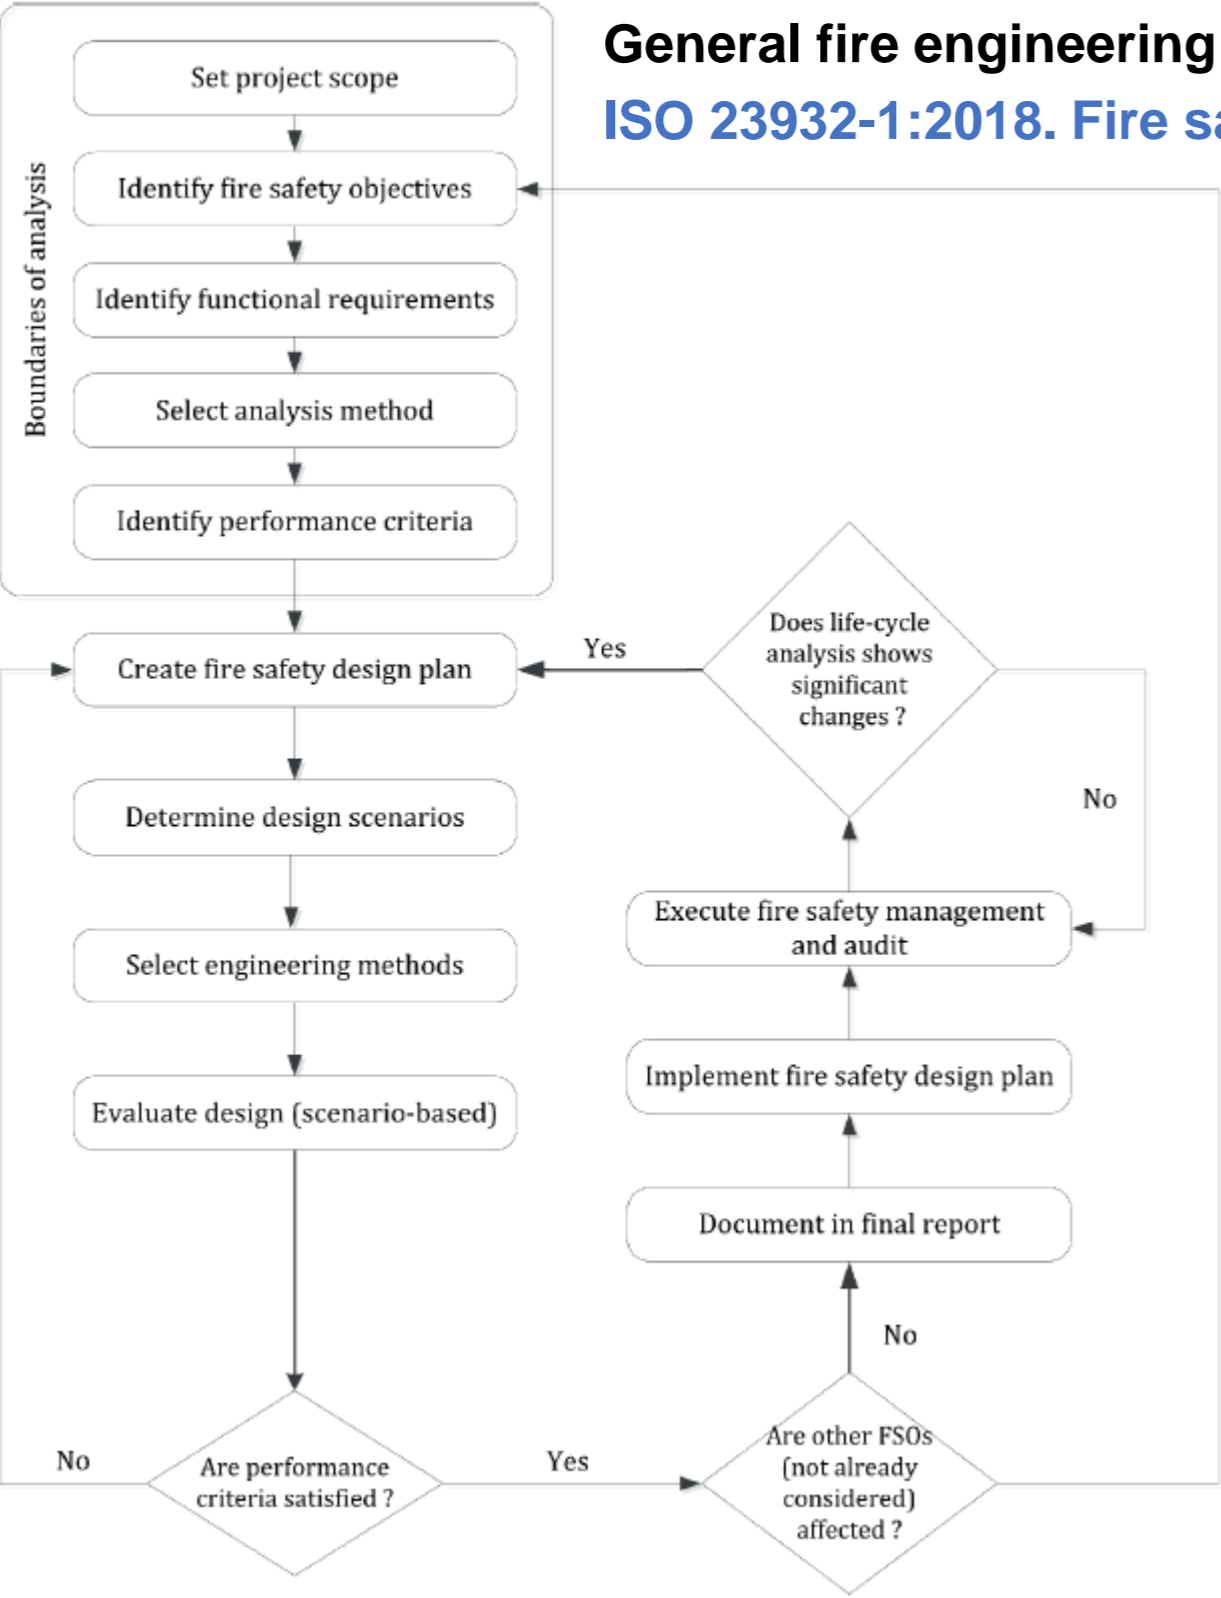 General fire engineering
ISO 23932-1:2018. Fire sa
Boundaries of analysis
Set project scope
Identify fire safety objectives
Identify functional requirements
Select analysis method
Identify performance criteria
Create fire safety design plan
Determine design scenarios
Select engineering methods
Evaluate design (scenario-based)
Are performance
criteria satisfied ?
No
Yes
Are other FSOs
(not already
considered)
affected ?
No
Document in final report
Implement fire safety design plan
Execute fire safety management
and audit
Does life-cycle
analysis shows
significant
changes ?
Yes
No